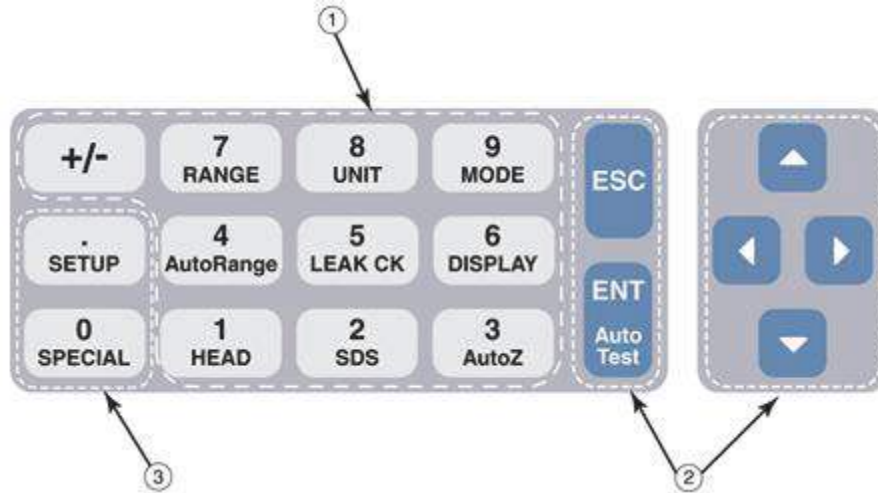 ①
+/-
7
RANGE
8
UNIT
9
MODE
ESC
.
SETUP
4
AutoRange
5
LEAK CK
6
DISPLAY
ENT
Auto
Test
0
SPECIAL
1
HEAD
2
SDS
3
AutoZ
③
②